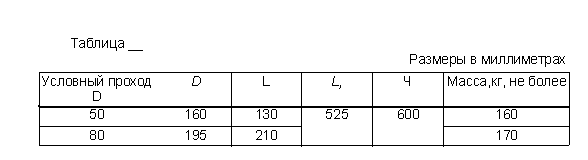 Таблица __
Размеры в миллиметрах
Условный проход D L L, Ч Масса,кг, не более
D
50 160 130 525 600 160
80 195 210 170